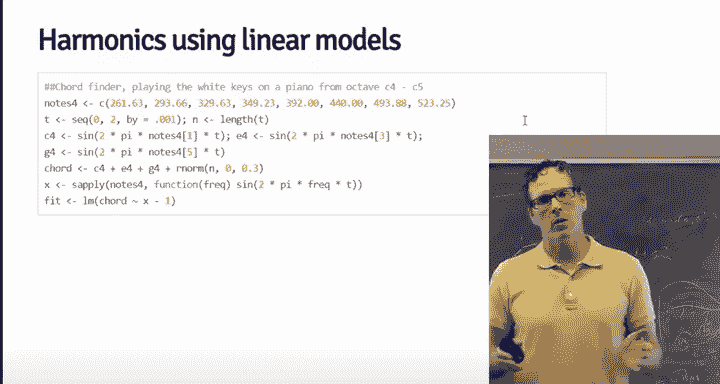 Harmonics using linear models
##Chord finder, playing the white keys on a piano from octave c4 - c5
notes4 <- c(261.63, 293.66, 329.63, 349.23, 392.00, 440.00, 493.88, 523.25)
t <- seq(0, 2, by = .001); n <- length(t)
c4 <- sin(2 * pi * notes4[1] * t); e4 <- sin(2 * pi * notes4[3] * t);
g4 <- sin(2 * pi * notes4[5] * t)
chord <- c4 + e4 + g4 + rnorm(n, 0, 0.3)
x <- sapply(notes4, function(freq) sin(2 * pi * freq * t))
fit <- lm(chord ~ x - 1)